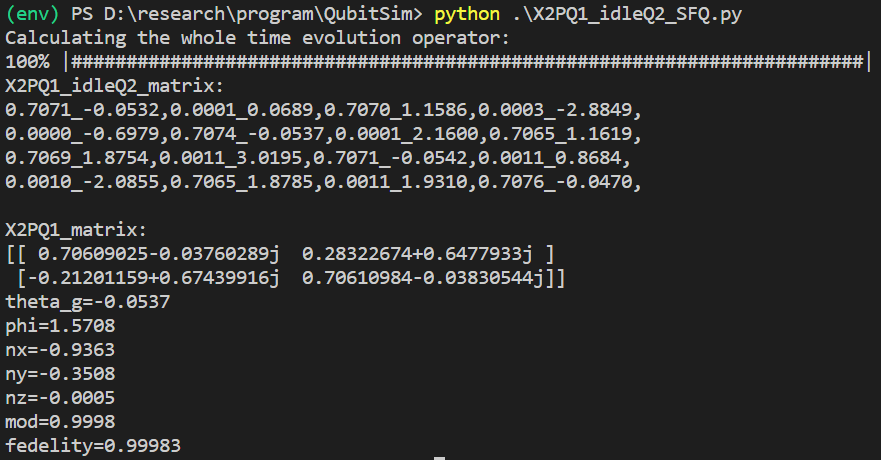 (env) PS D:\research\program\QubitSim> python .\X2PQ1_idleQ2_SFQ.py
Calculating the whole time evolution operator:
100% |########################################################################|
X2PQ1_idleQ2_matrix:
0.7071_-0.0532,0.0001_0.0689,0.7070_1.1586,0.0003_-2.8849,
0.0000_-0.6979,0.7074_-0.0537,0.0001_2.1600,0.7065_1.1619,
0.7069_1.8754,0.0011_3.0195,0.7071_-0.0542,0.0011_0.8684,
0.0010_-2.0855,0.7065_1.8785,0.0011_1.9310,0.7076_-0.0470,
X2PQ1_matrix:
[[ 0.70609025-0.03760289j  0.28322674+0.6477933j ]
 [-0.21201159+0.67439916j  0.70610984-0.03830544j]]
theta_g=-0.0537
phi=1.5708
nx=-0.9363
ny=-0.3508
nz=-0.0005
mod=0.9998
fedelity=0.99983